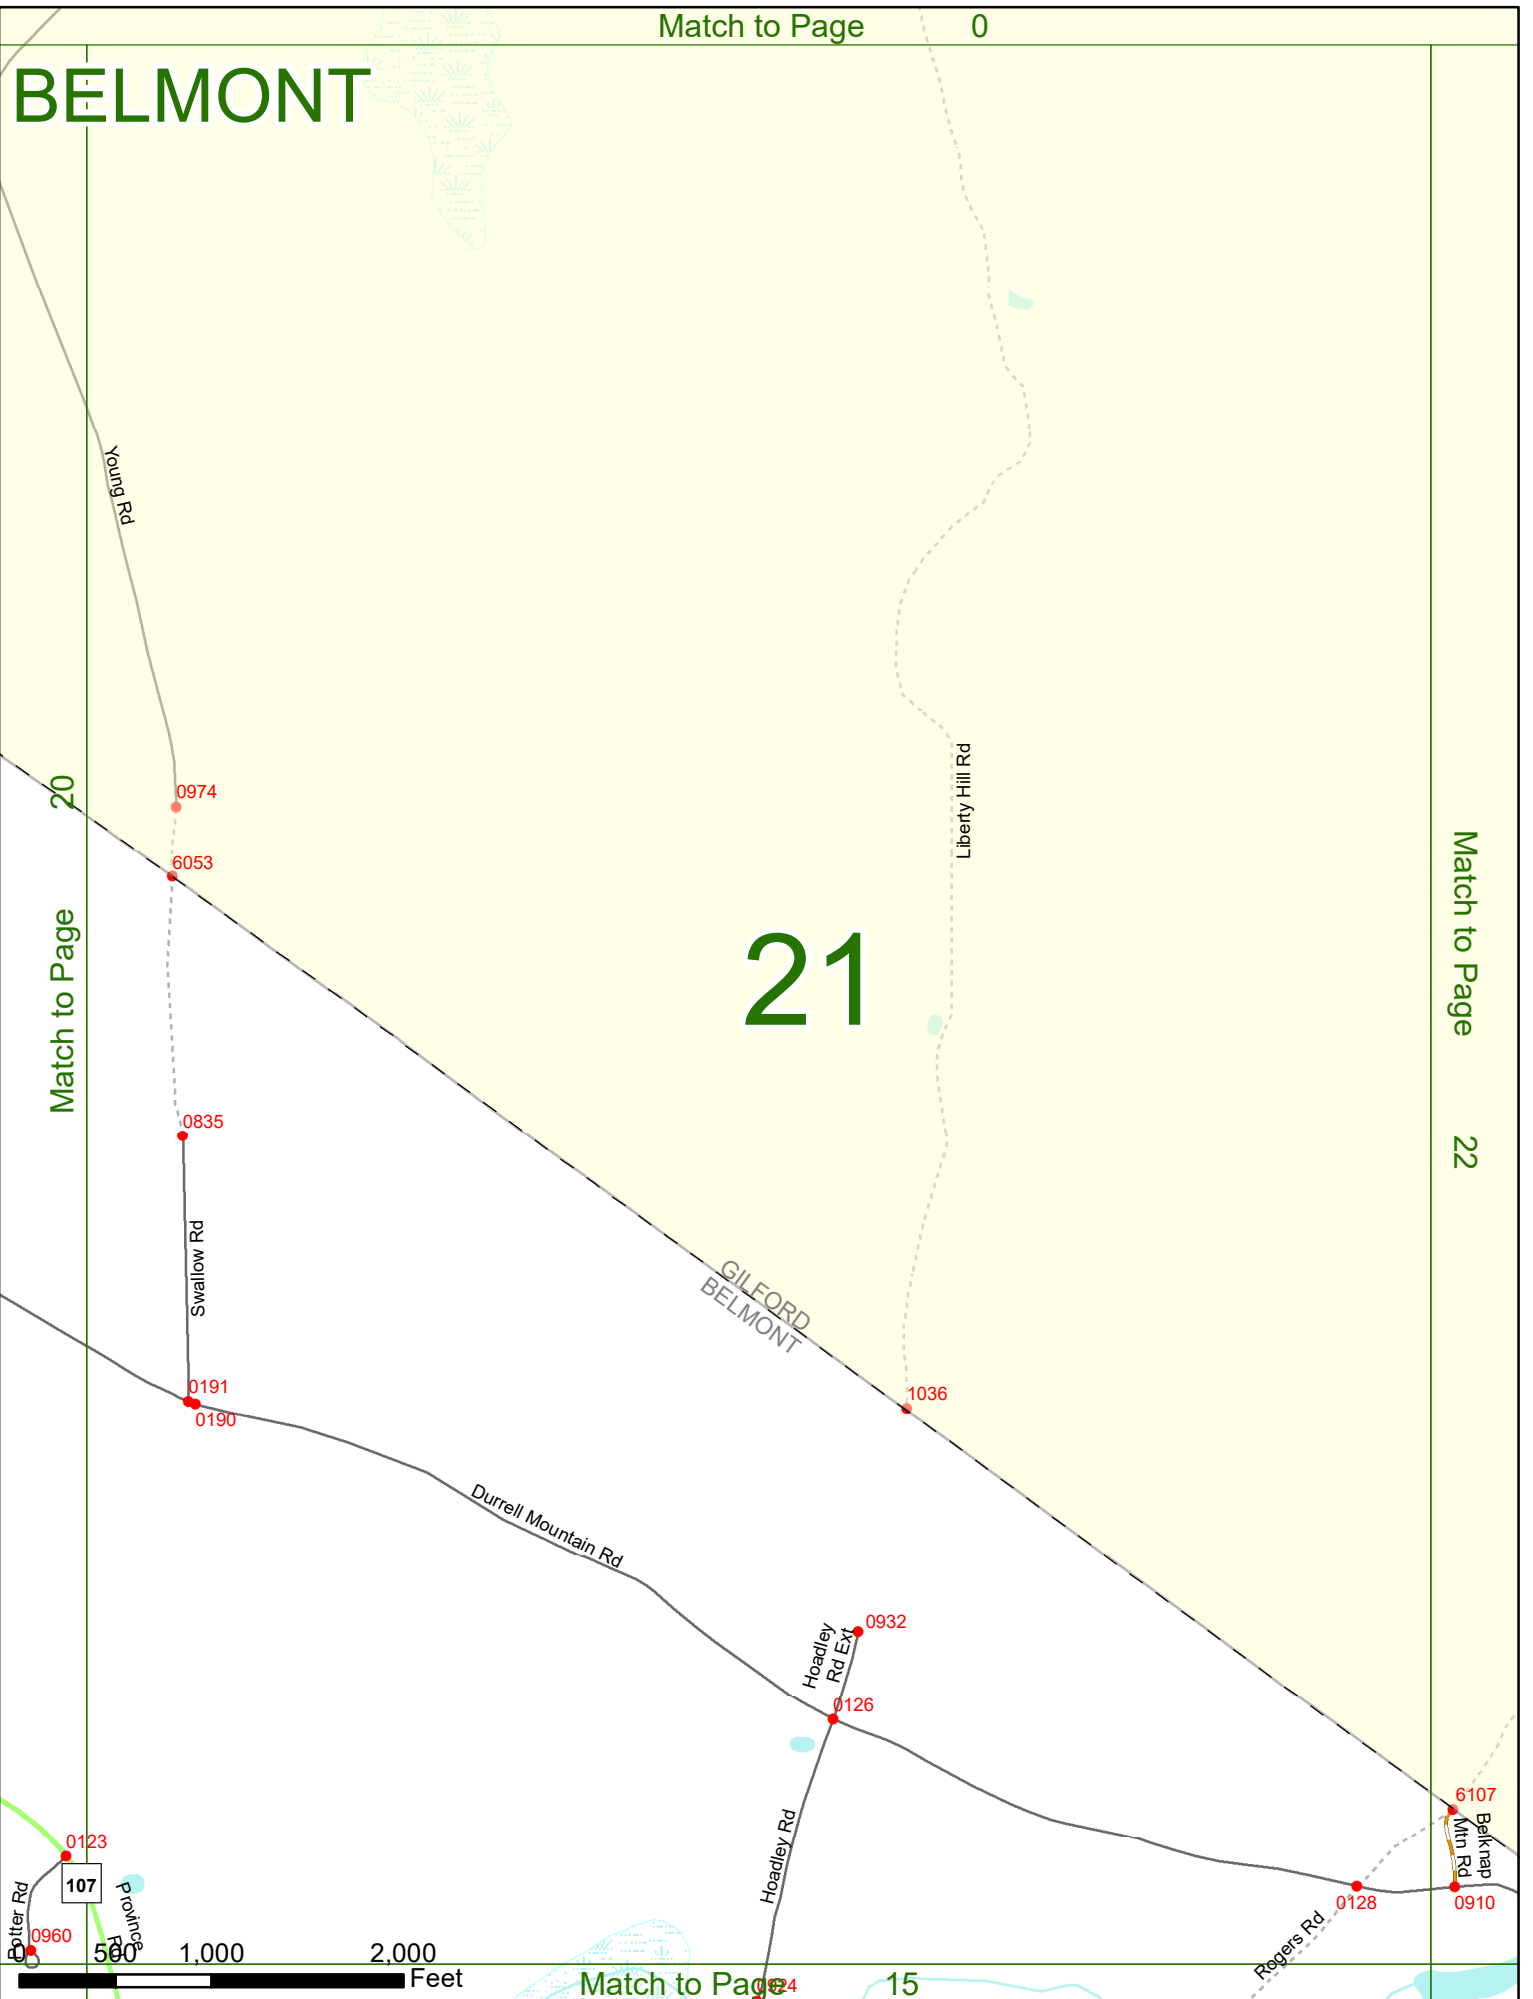 Match to Page 0
BELMONT
Young Rd
0974
6053
20
Match to Page
Liberty Hill Rd
21
Match to Page
22
0835
Swallow Rd
GILFORD
BELMONT
0191
0190
1036
Durrell Mountain Rd
0932
Hoadley
Rd Ext
0126
6107
Belknap
Mtn Rd
Hoadley Rd
0123
107
Potter Rd
Province
Rd
0128
0910
0960
Rogers Rd
0 500 1,000 2,000
Feet
Match to Page 15
0924